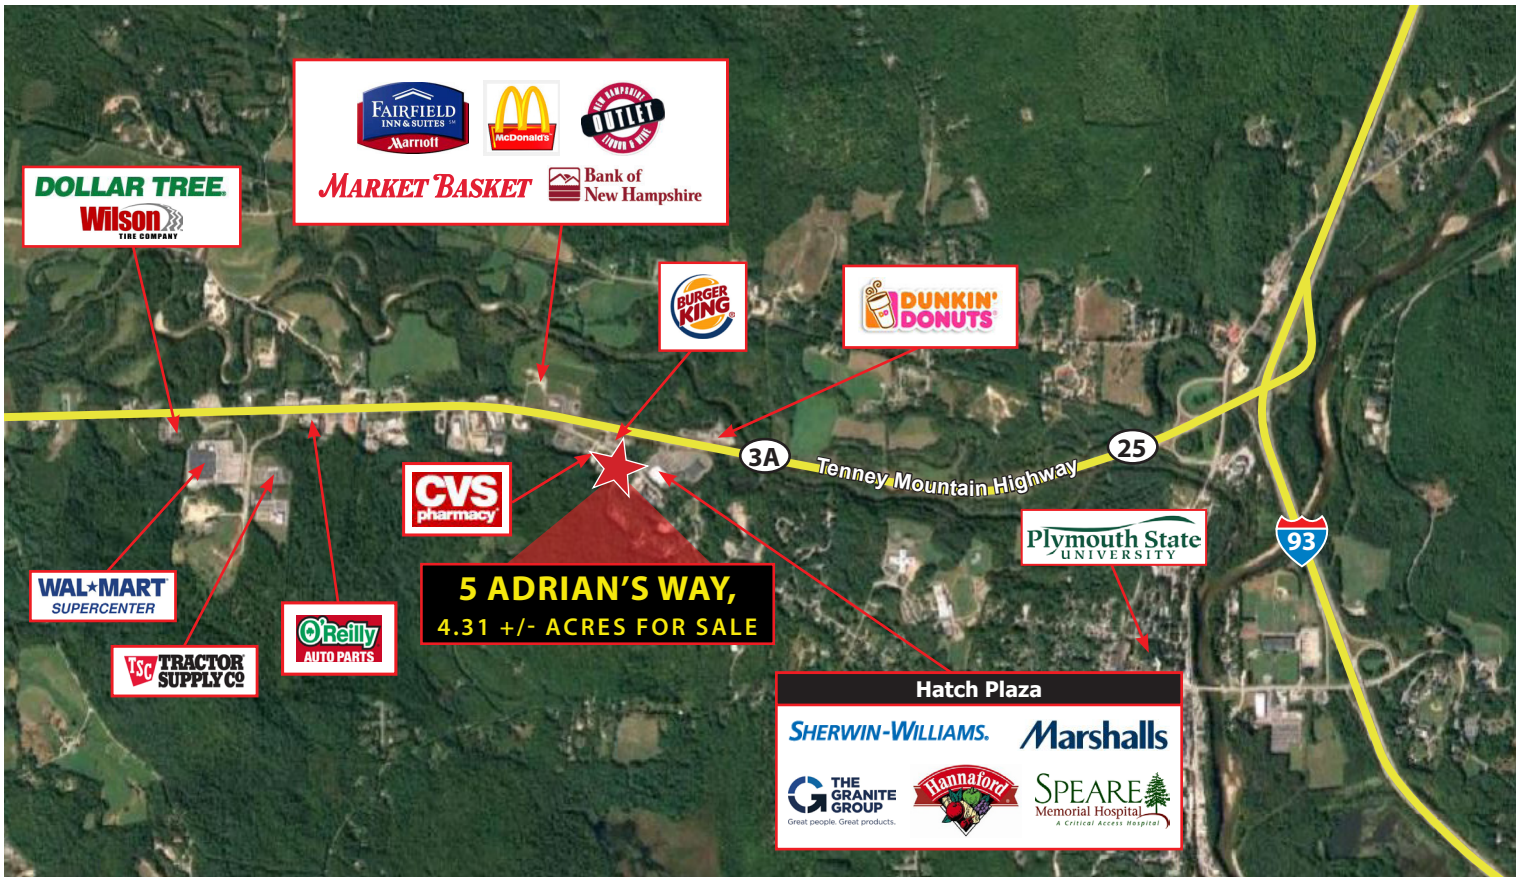 FAIRFIELD
INN & SUITES
Marriott
McDonald's
NEW HAMPSHIRE
OUTLET
LIQUOR & WINE
MARKET BASKET
Bank of
New Hampshire
DOLLAR TREE
Wilson
TIRE COMPANY
BURGER
KING
DUNKIN'
DONUTS
DD
3A
Tenney Mountain Highway
25
93
CVS
pharmacy
Plymouth State
UNIVERSITY
WAL★MART
SUPERCENTER
TSC TRACTOR
SUPPLY CO
O'Reilly
AUTO PARTS
5 ADRIAN'S WAY,
4.31 +/- ACRES FOR SALE
Hatch Plaza
SHERWIN-WILLIAMS.
Marshalls
THE
GRANITE
GROUP
Great people. Great products.
Hannaford
SPEARE
Memorial Hospital
A Critical Access Hospital